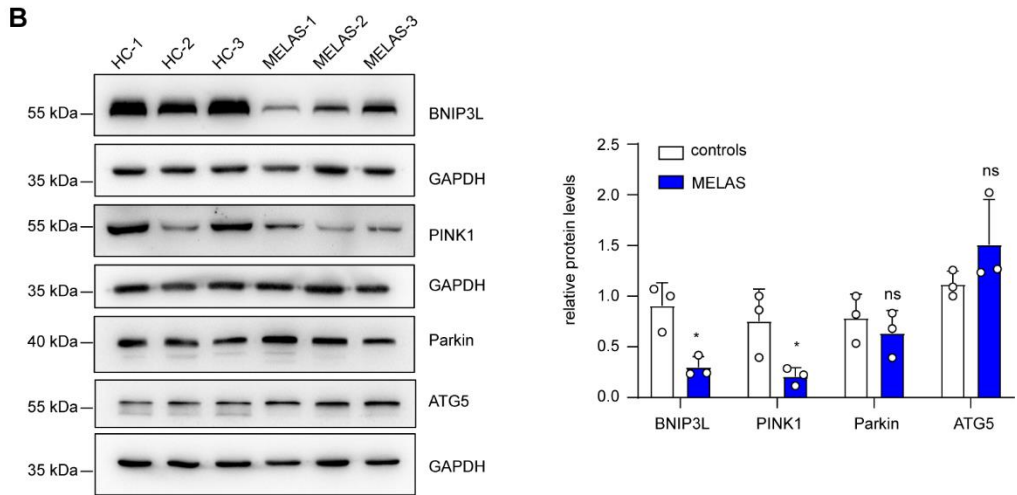 B
HC-1
HC-2
HC-3
MELAS-1
MELAS-2
MELAS-3
55 kDa
BNIP3L
35 kDa
GAPDH
55 kDa
PINK1
35 kDa
GAPDH
40 kDa
Parkin
55 kDa
ATG5
35 kDa
GAPDH
relative protein levels
2.5
2.0
1.5
1.0
0.5
0.0
controls
MELAS
*
*
ns
ns
BNIP3L
PINK1
Parkin
ATG5